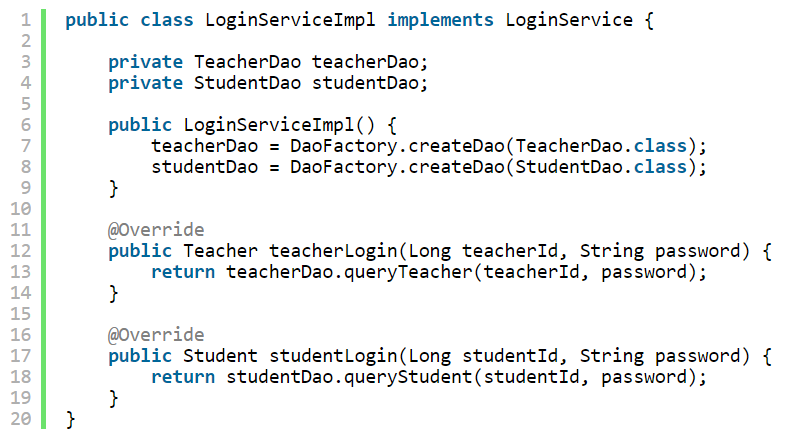 1 public class LoginServiceImpl implements LoginService {
2
3     private TeacherDao teacherDao;
4     private StudentDao studentDao;
5
6     public LoginServiceImpl() {
7         teacherDao = DaoFactory.createDao(TeacherDao.class);
8         studentDao = DaoFactory.createDao(StudentDao.class);
9     }
10
11     @Override
12     public Teacher teacherLogin(Long teacherId, String password) {
13         return teacherDao.queryTeacher(teacherId, password);
14     }
15
16     @Override
17     public Student studentLogin(Long studentId, String password) {
18         return studentDao.queryStudent(studentId, password);
19     }
20 }